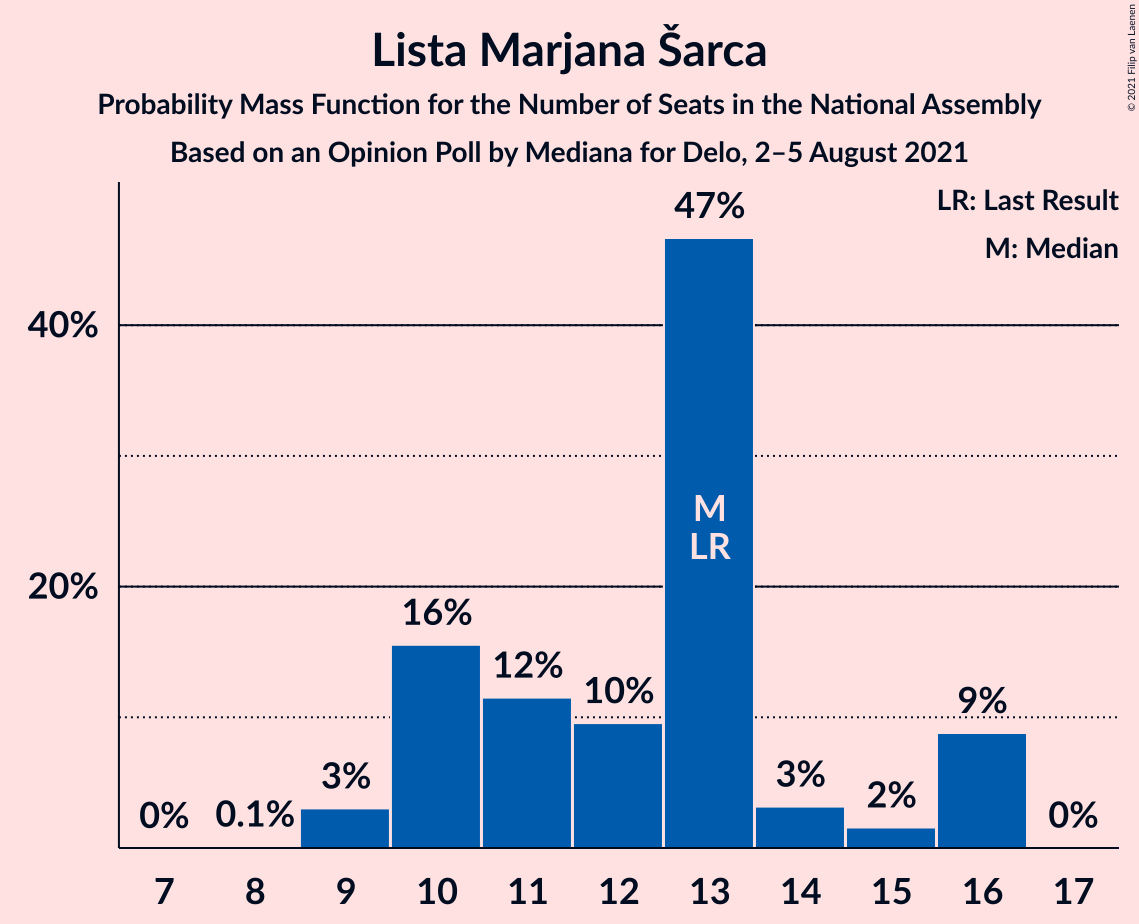 Lista Marjana Šarca
Probability Mass Function for the Number of Seats in the National Assembly
Based on an Opinion Poll by Mediana for Delo, 2–5 August 2021
© 2021 Filip van Laenen
LR: Last Result
M: Median
47%
40%
M
LR
20%
16%
12%
10%
9%
3%
3%
2%
0%
0.1%
0%
7 8 9 10 11 12 13 14 15 16 17